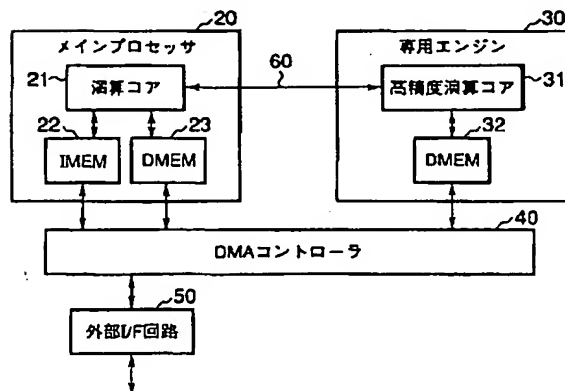 20
30
メインプロセッサ
専用エンジン
21
演算コア
60
高精度演算コア
31
22
23
32
IMEM
DMEM
DMEM
40
DMAコントローラ
50
外部I/F回路